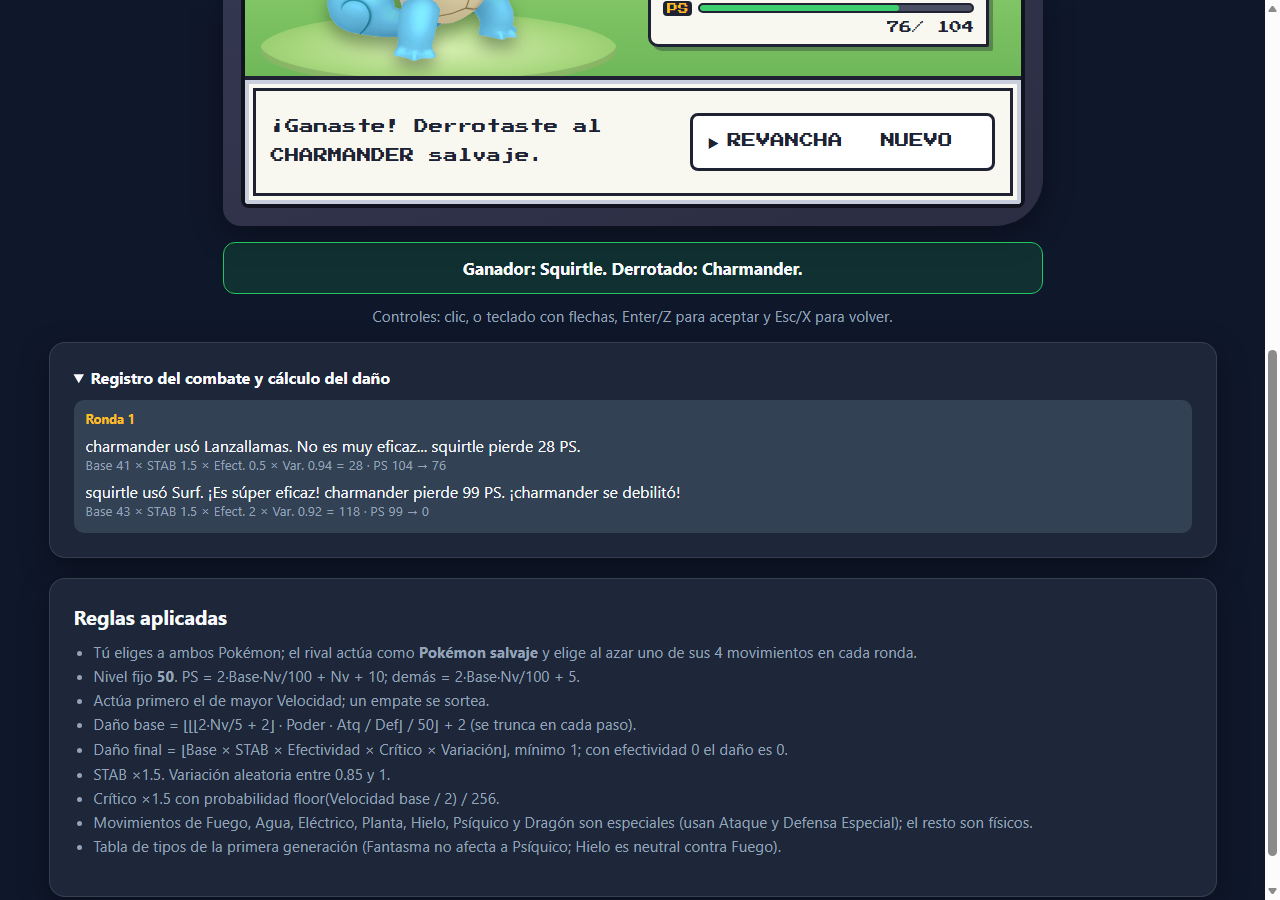 PS
76/ 104
¡Ganaste! Derrotaste al
CHARMANDER salvaje.
▶ REVANCHA NUEVO
Ganador: Squirtle. Derrotado: Charmander.
Controles: clic, o teclado con flechas, Enter/Z para aceptar y Esc/X para volver.
▼ Registro del combate y cálculo del daño
Ronda 1
charmander usó Lanzallamas. No es muy eficaz... squirtle pierde 28 PS.
Base 41 × STAB 1.5 × Efect. 0.5 × Var. 0.94 = 28 · PS 104 → 76
squirtle usó Surf. ¡Es súper eficaz! charmander pierde 99 PS. ¡charmander se debilitó!
Base 43 × STAB 1.5 × Efect. 2 × Var. 0.92 = 118 · PS 99 → 0
Reglas aplicadas
• Tú eliges a ambos Pokémon; el rival actúa como Pokémon salvaje y elige al azar uno de sus 4 movimientos en cada ronda.
• Nivel fijo 50. PS = 2·Base·Nv/100 + Nv + 10; demás = 2·Base·Nv/100 + 5.
• Actúa primero el de mayor Velocidad; un empate se sortea.
• Daño base = ⌊⌊⌊2·Nv/5 + 2⌋ · Poder · Atq / Def⌋ / 50⌋ + 2 (se trunca en cada paso).
• Daño final = ⌊Base × STAB × Efectividad × Crítico × Variación⌋, mínimo 1; con efectividad 0 el daño es 0.
• STAB ×1.5. Variación aleatoria entre 0.85 y 1.
• Crítico ×1.5 con probabilidad floor(Velocidad base / 2) / 256.
• Movimientos de Fuego, Agua, Eléctrico, Planta, Hielo, Psíquico y Dragón son especiales (usan Ataque y Defensa Especial); el resto son físicos.
• Tabla de tipos de la primera generación (Fantasma no afecta a Psíquico; Hielo es neutral contra Fuego).